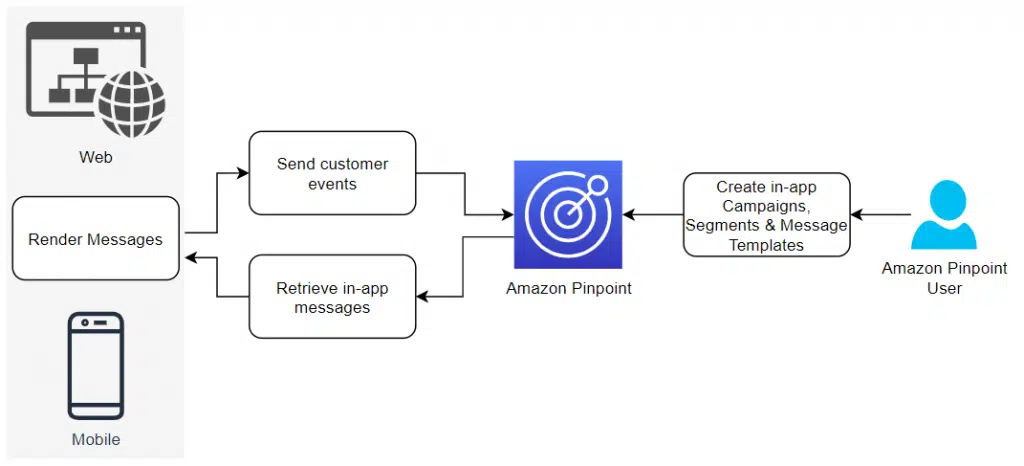 Web
Render Messages
Mobile
Send customer
events
Retrieve in-app
messages
Amazon Pinpoint
Create in-app
Campaigns,
Segments & Message
Templates
Amazon Pinpoint
User